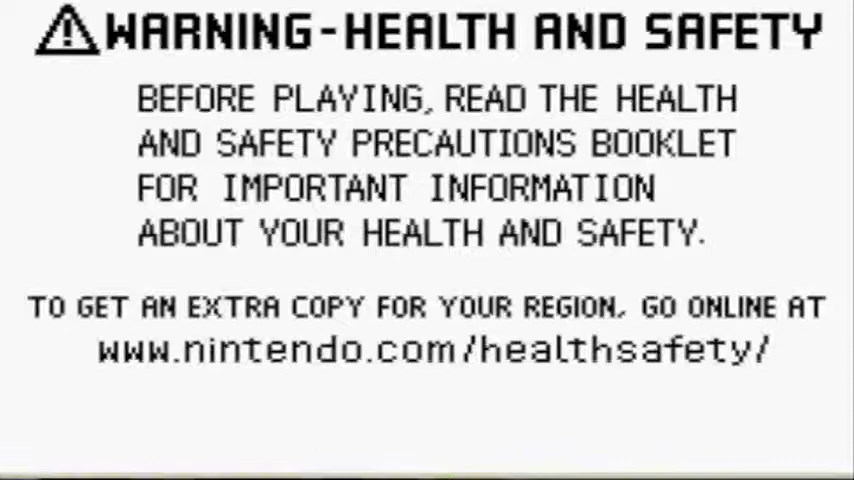 ⚠WARNING-HEALTH AND SAFETY
BEFORE PLAYING, READ THE HEALTH
AND SAFETY PRECAUTIONS BOOKLET
FOR IMPORTANT INFORMATION
ABOUT YOUR HEALTH AND SAFETY.
TO GET AN EXTRA COPY FOR YOUR REGION, GO ONLINE AT
www.nintendo.com/healthsafety/